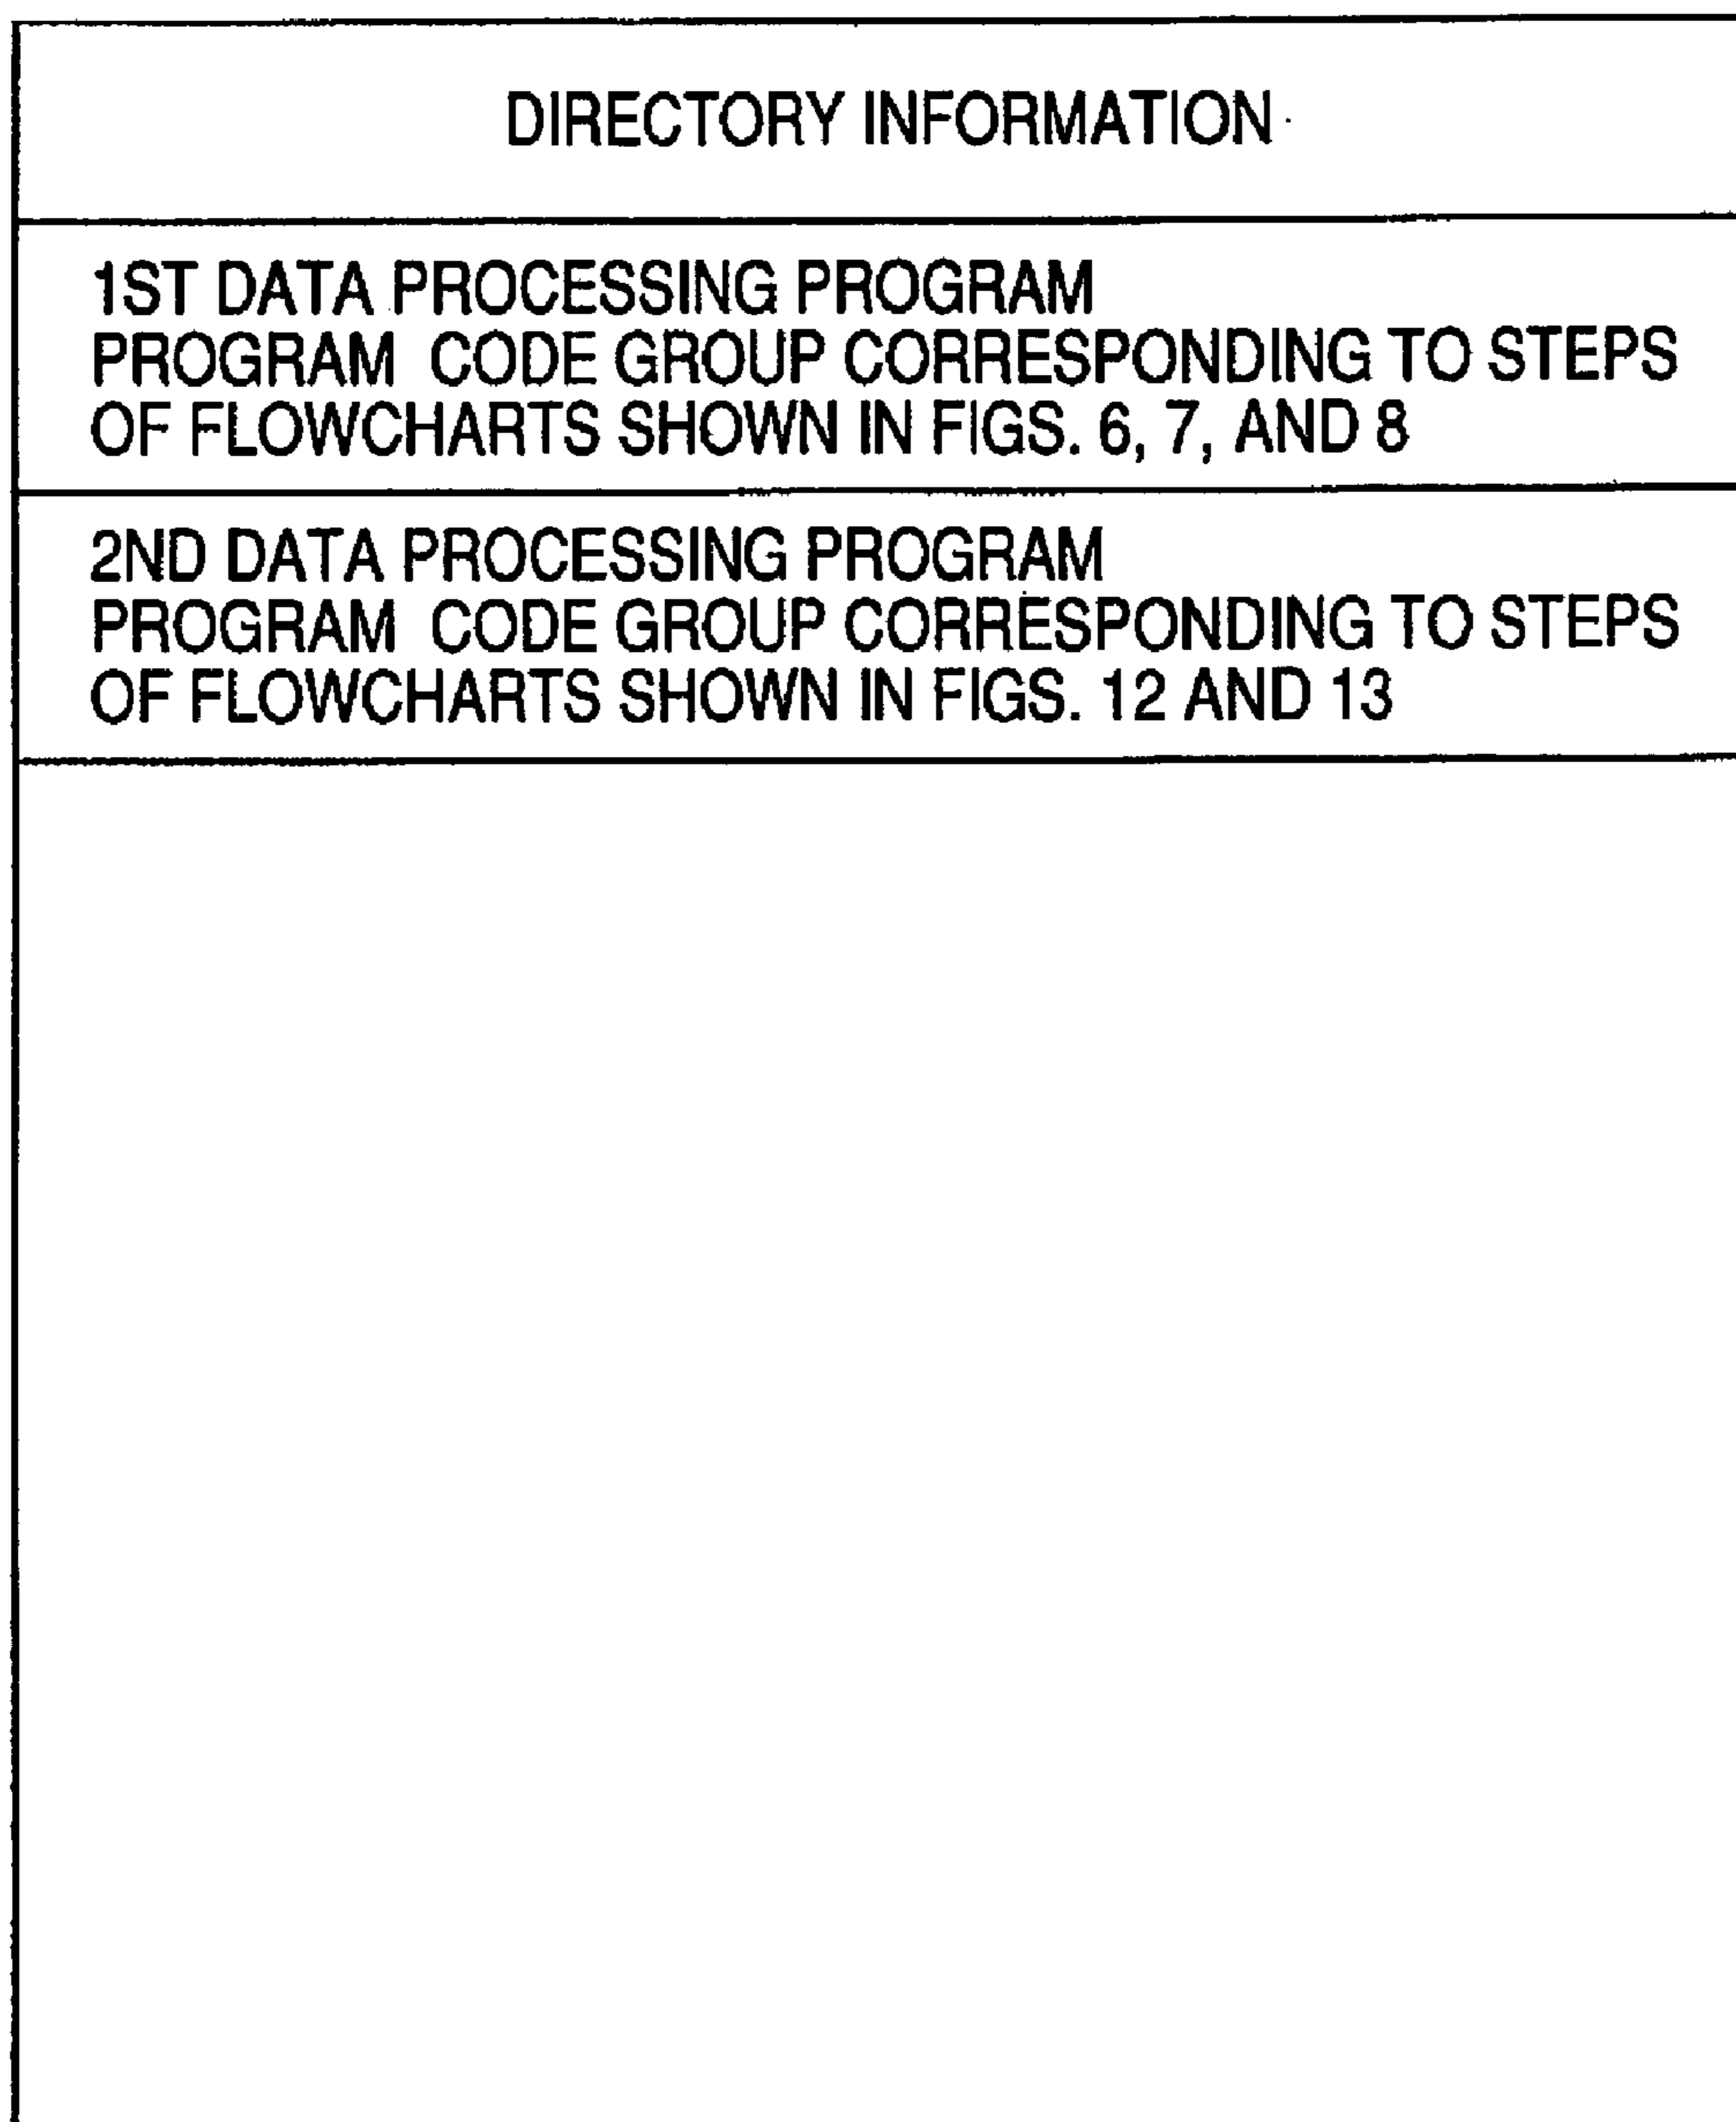 DIRECTORY INFORMATION
1ST DATA PROCESSING PROGRAM
PROGRAM CODE GROUP CORRESPONDING TO STEPS
OF FLOWCHARTS SHOWN IN FIGS. 6, 7, AND 8
2ND DATA PROCESSING PROGRAM
PROGRAM CODE GROUP CORRESPONDING TO STEPS
OF FLOWCHARTS SHOWN IN FIGS. 12 AND 13